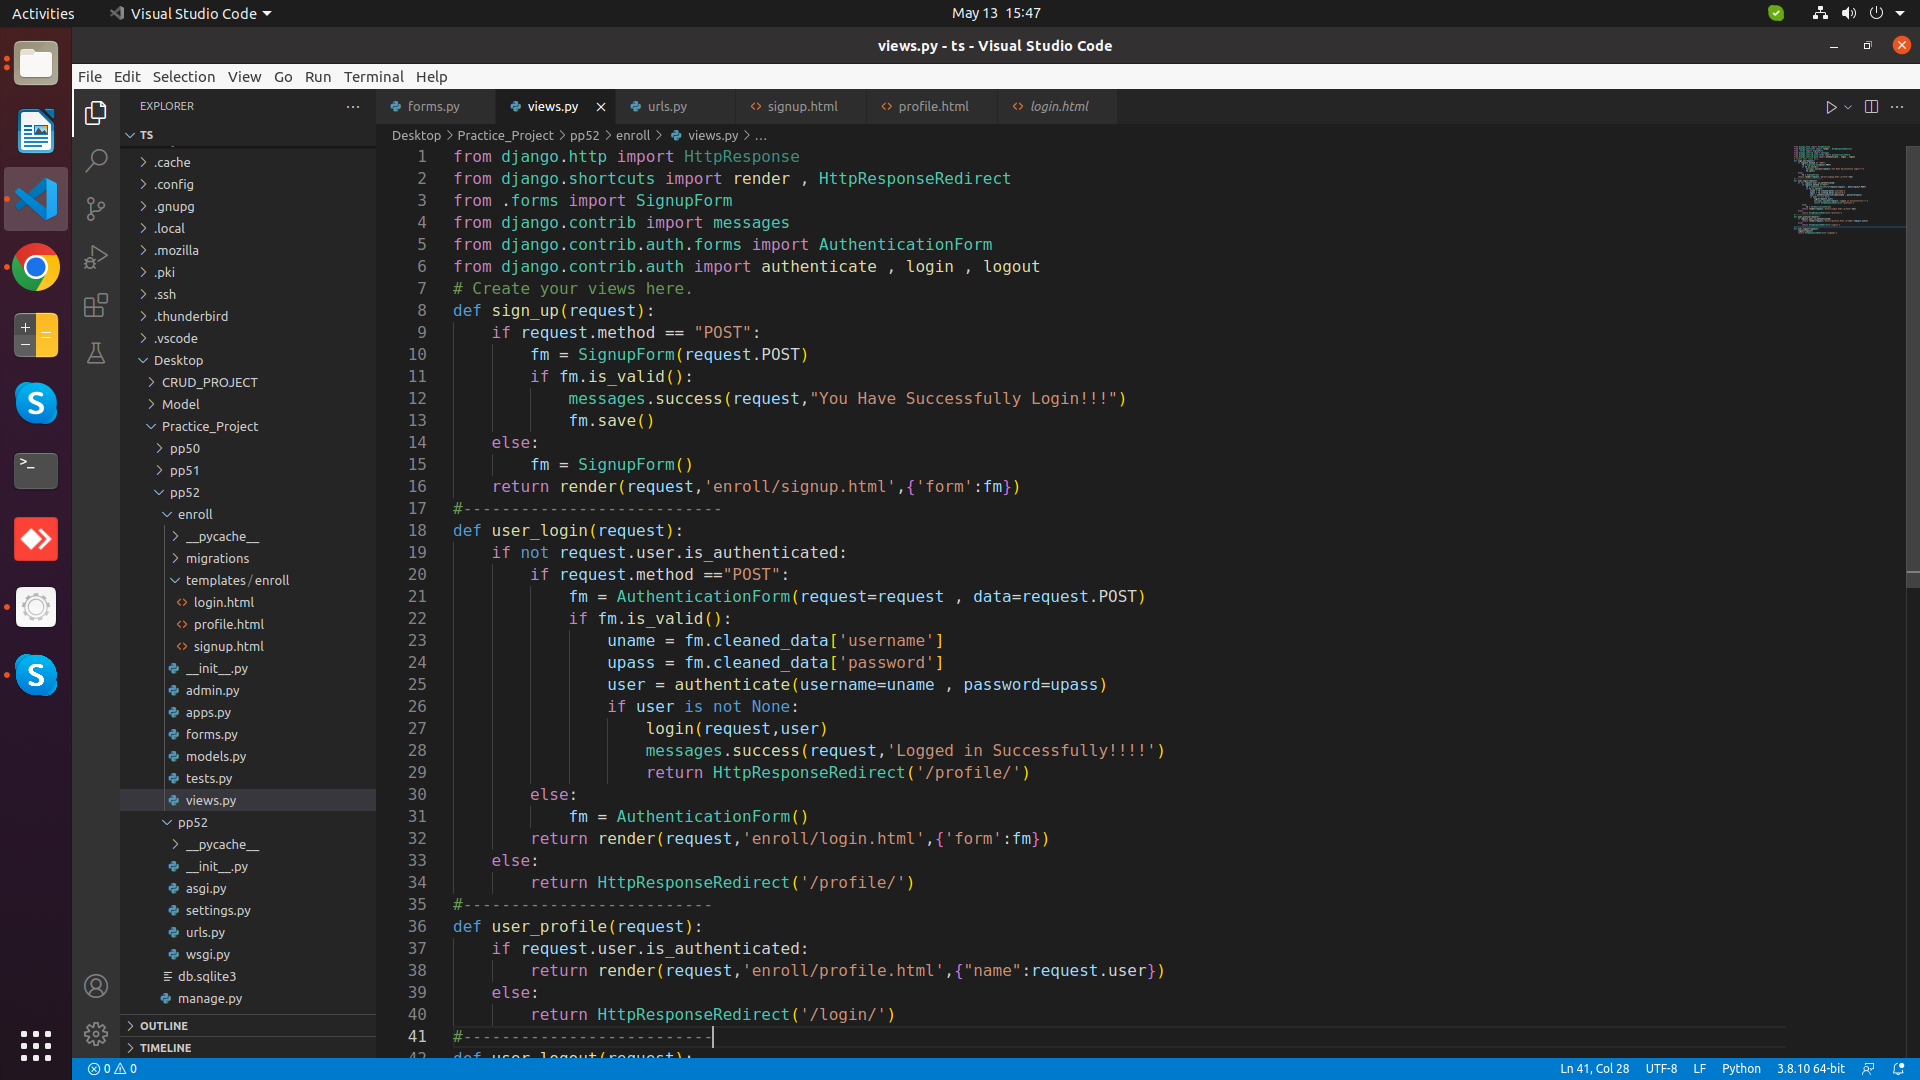 Activities
Visual Studio Code
May 13 15:47
views.py - ts - Visual Studio Code
File Edit Selection View Go Run Terminal Help
EXPLORER
TS
.cache
.config
.gnupg
.local
.mozilla
.pki
.ssh
.thunderbird
.vscode
Desktop
CRUD_PROJECT
Model
Practice_Project
pp50
pp51
pp52
enroll
__pycache__
migrations
templates/enroll
login.html
profile.html
signup.html
__init__.py
admin.py
apps.py
forms.py
models.py
tests.py
views.py
pp52
__pycache__
__init__.py
asgi.py
settings.py
urls.py
wsgi.py
db.sqlite3
manage.py
OUTLINE
TIMELINE
forms.py views.py urls.py signup.html profile.html login.html
Desktop > Practice_Project > pp52 > enroll > views.py > ...
1 from django.http import HttpResponse
2 from django.shortcuts import render , HttpResponseRedirect
3 from .forms import SignupForm
4 from django.contrib import messages
5 from django.contrib.auth.forms import AuthenticationForm
6 from django.contrib.auth import authenticate , login , logout
7 # Create your views here.
8 def sign_up(request):
9     if request.method == "POST":
10         fm = SignupForm(request.POST)
11         if fm.is_valid():
12             messages.success(request,"You Have Successfully Login!!!")
13             fm.save()
14     else:
15         fm = SignupForm()
16     return render(request,'enroll/signup.html',{'form':fm})
17 #---------------------------
18 def user_login(request):
19     if not request.user.is_authenticated:
20         if request.method =="POST":
21             fm = AuthenticationForm(request=request , data=request.POST)
22             if fm.is_valid():
23                 uname = fm.cleaned_data['username']
24                 upass = fm.cleaned_data['password']
25                 user = authenticate(username=uname , password=upass)
26                 if user is not None:
27                     login(request,user)
28                     messages.success(request,'Logged in Successfully!!!!')
29                     return HttpResponseRedirect('/profile/')
30         else:
31             fm = AuthenticationForm()
32         return render(request,'enroll/login.html',{'form':fm})
33     else:
34         return HttpResponseRedirect('/profile/')
35 #--------------------------
36 def user_profile(request):
37     if request.user.is_authenticated:
38         return render(request,'enroll/profile.html',{"name":request.user})
39     else:
40         return HttpResponseRedirect('/login/')
41 #--------------------------
42 def user_logout(request):
0 0
Ln 41, Col 28 UTF-8 LF Python 3.8.10 64-bit